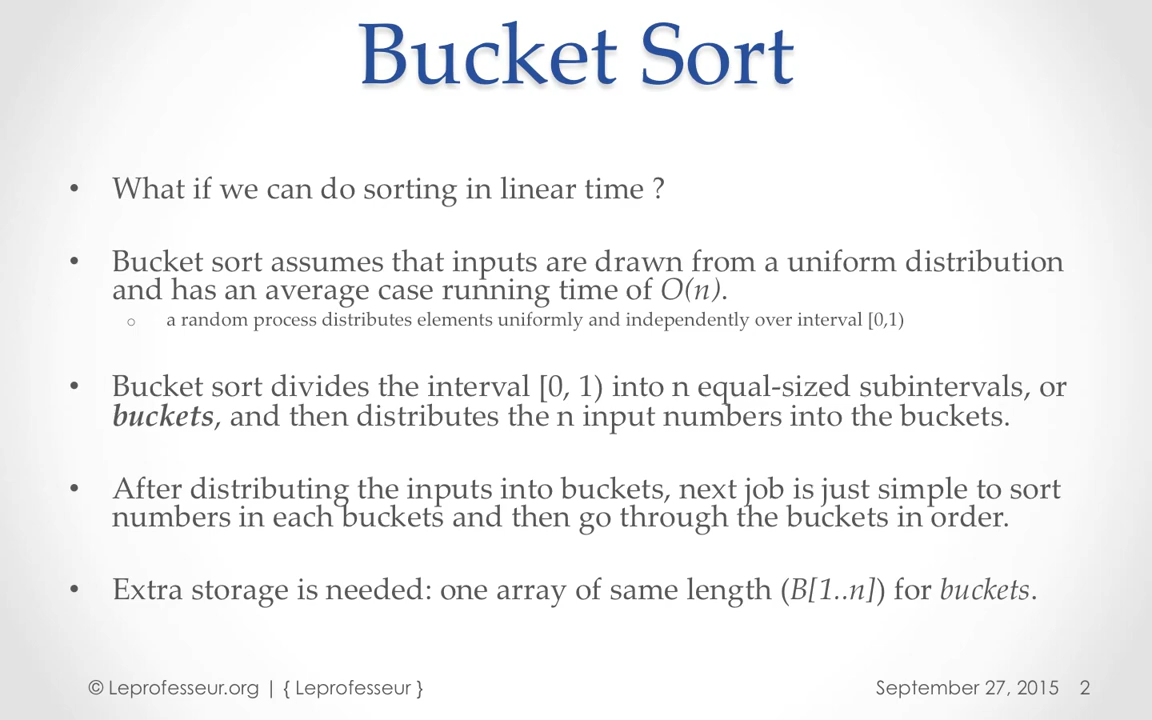 Bucket Sort
• What if we can do sorting in linear time ?
• Bucket sort assumes that inputs are drawn from a uniform distribution
and has an average case running time of O(n).
○ a random process distributes elements uniformly and independently over interval [0,1)
• Bucket sort divides the interval [0, 1) into n equal-sized subintervals, or
buckets, and then distributes the n input numbers into the buckets.
• After distributing the inputs into buckets, next job is just simple to sort
numbers in each buckets and then go through the buckets in order.
• Extra storage is needed: one array of same length (B[1..n]) for buckets.
© Leprofesseur.org | { Leprofesseur } September 27, 2015 2